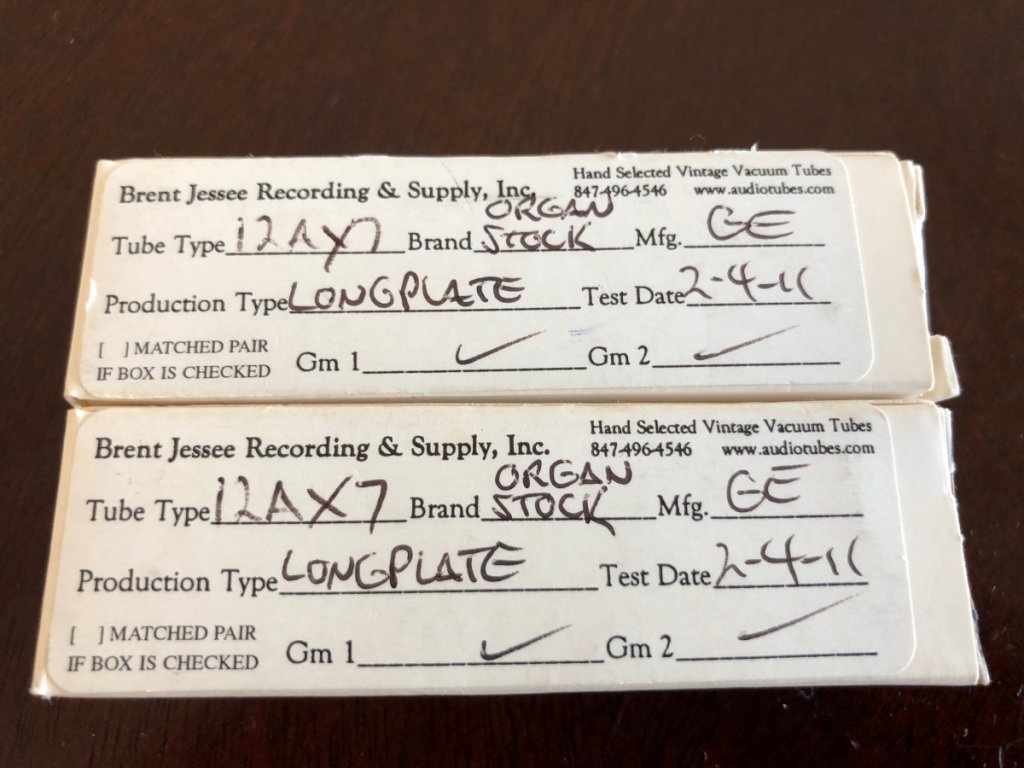 Brent Jessee Recording & Supply, Inc. Hand Selected Vintage Vacuum Tubes
847-496-4546 www.audiotubes.com
Tube Type 12AX7 Brand ORGAN STOCK Mfg. GE
Production Type LONGPLATE Test Date 2-4-11
[ ] MATCHED PAIR
IF BOX IS CHECKED Gm 1 ✓ Gm 2 ✓
Brent Jessee Recording & Supply, Inc. Hand Selected Vintage Vacuum Tubes
847-496-4546 www.audiotubes.com
Tube Type 12AX7 Brand ORGAN STOCK Mfg. GE
Production Type LONGPLATE Test Date 2-4-11
[ ] MATCHED PAIR
IF BOX IS CHECKED Gm 1 ✓ Gm 2 ✓